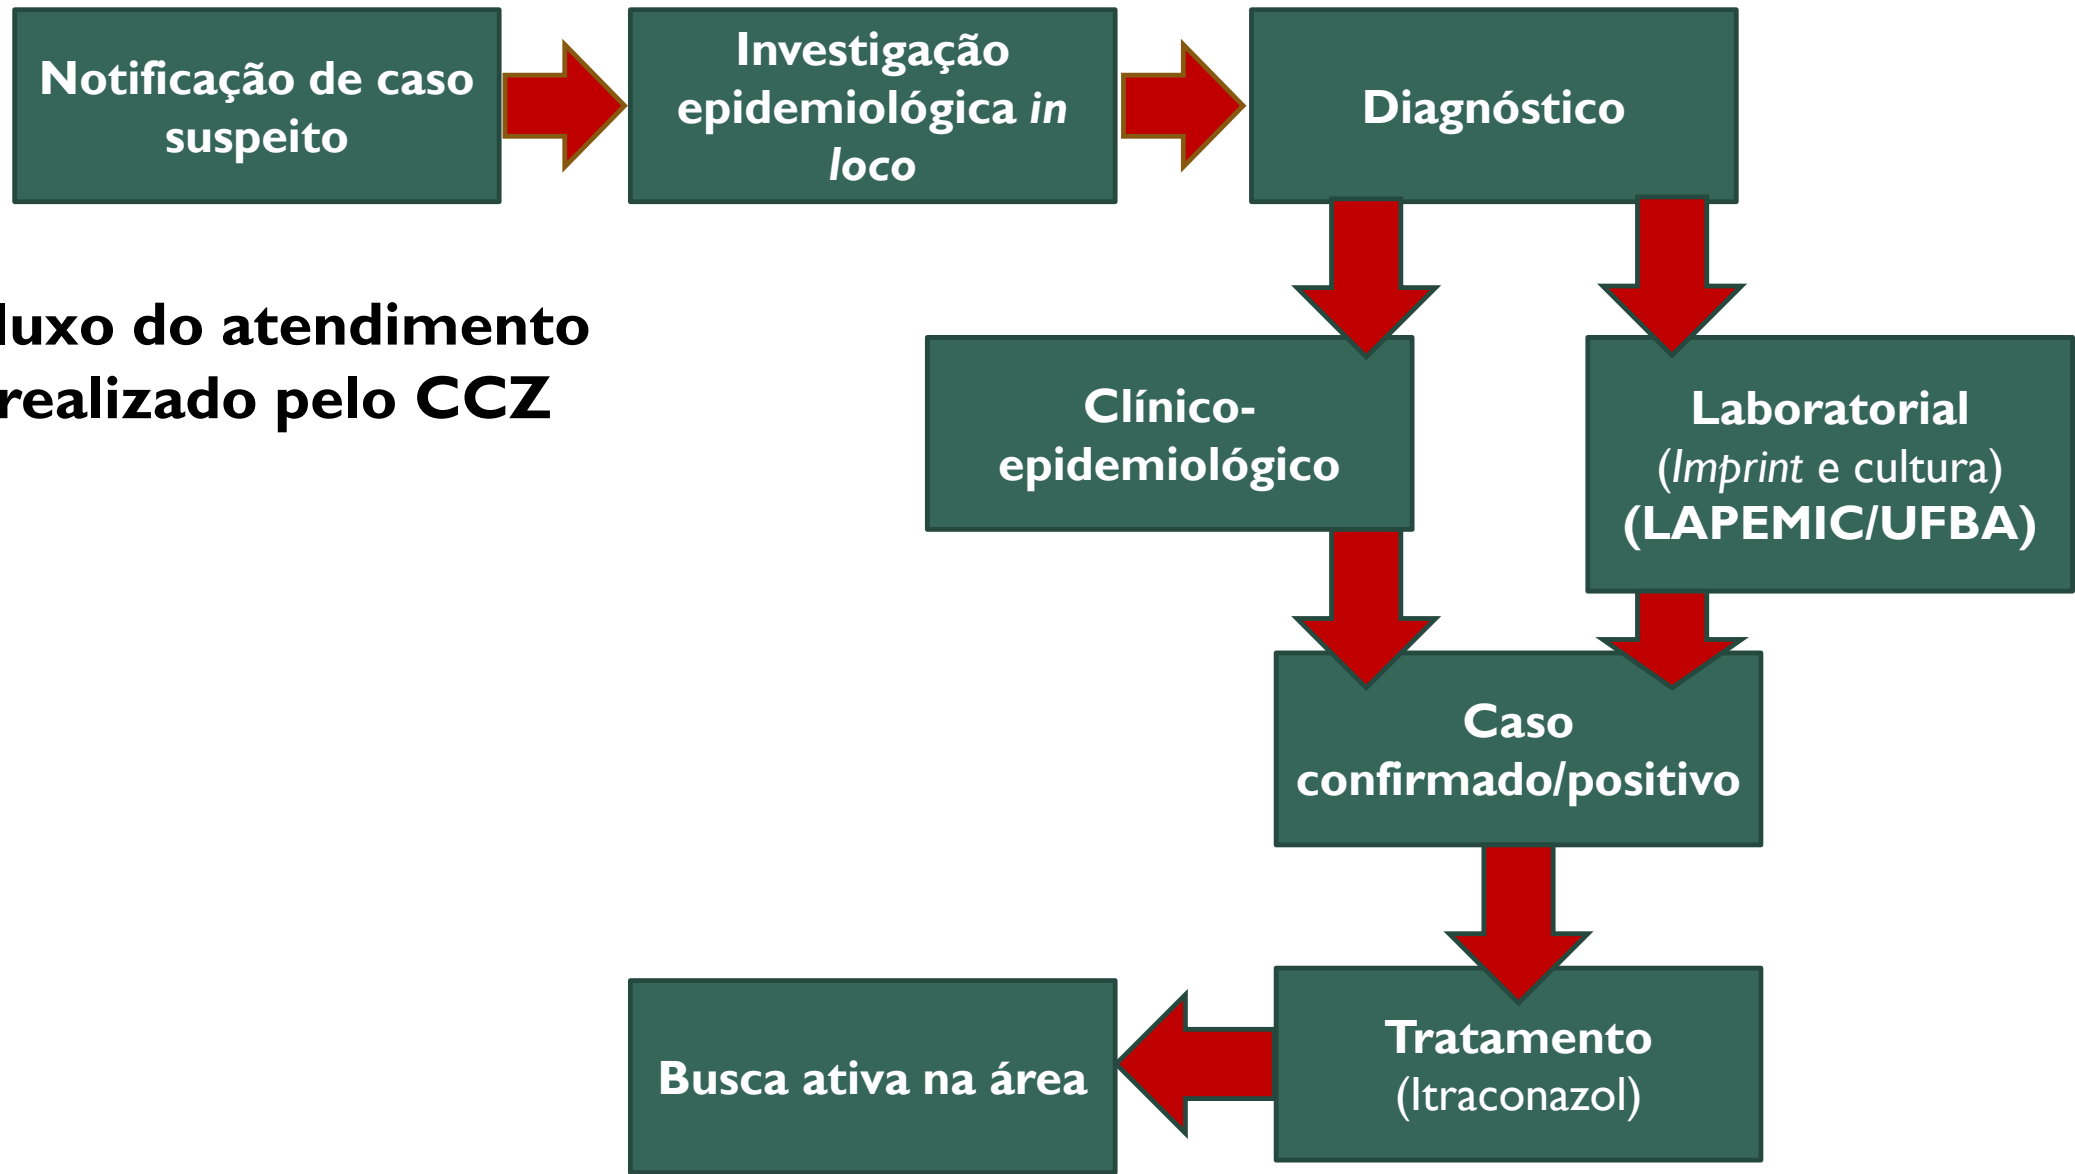 Notificação de caso
suspeito
Investigação
epidemiológica in
loco
Diagnóstico
luxo do atendimento
realizado pelo CCZ
Clínico-
epidemiológico
Laboratorial
(Imprint e cultura)
(LAPEMIC/UFBA)
Caso
confirmado/positivo
Tratamento
(Itraconazol)
Busca ativa na área